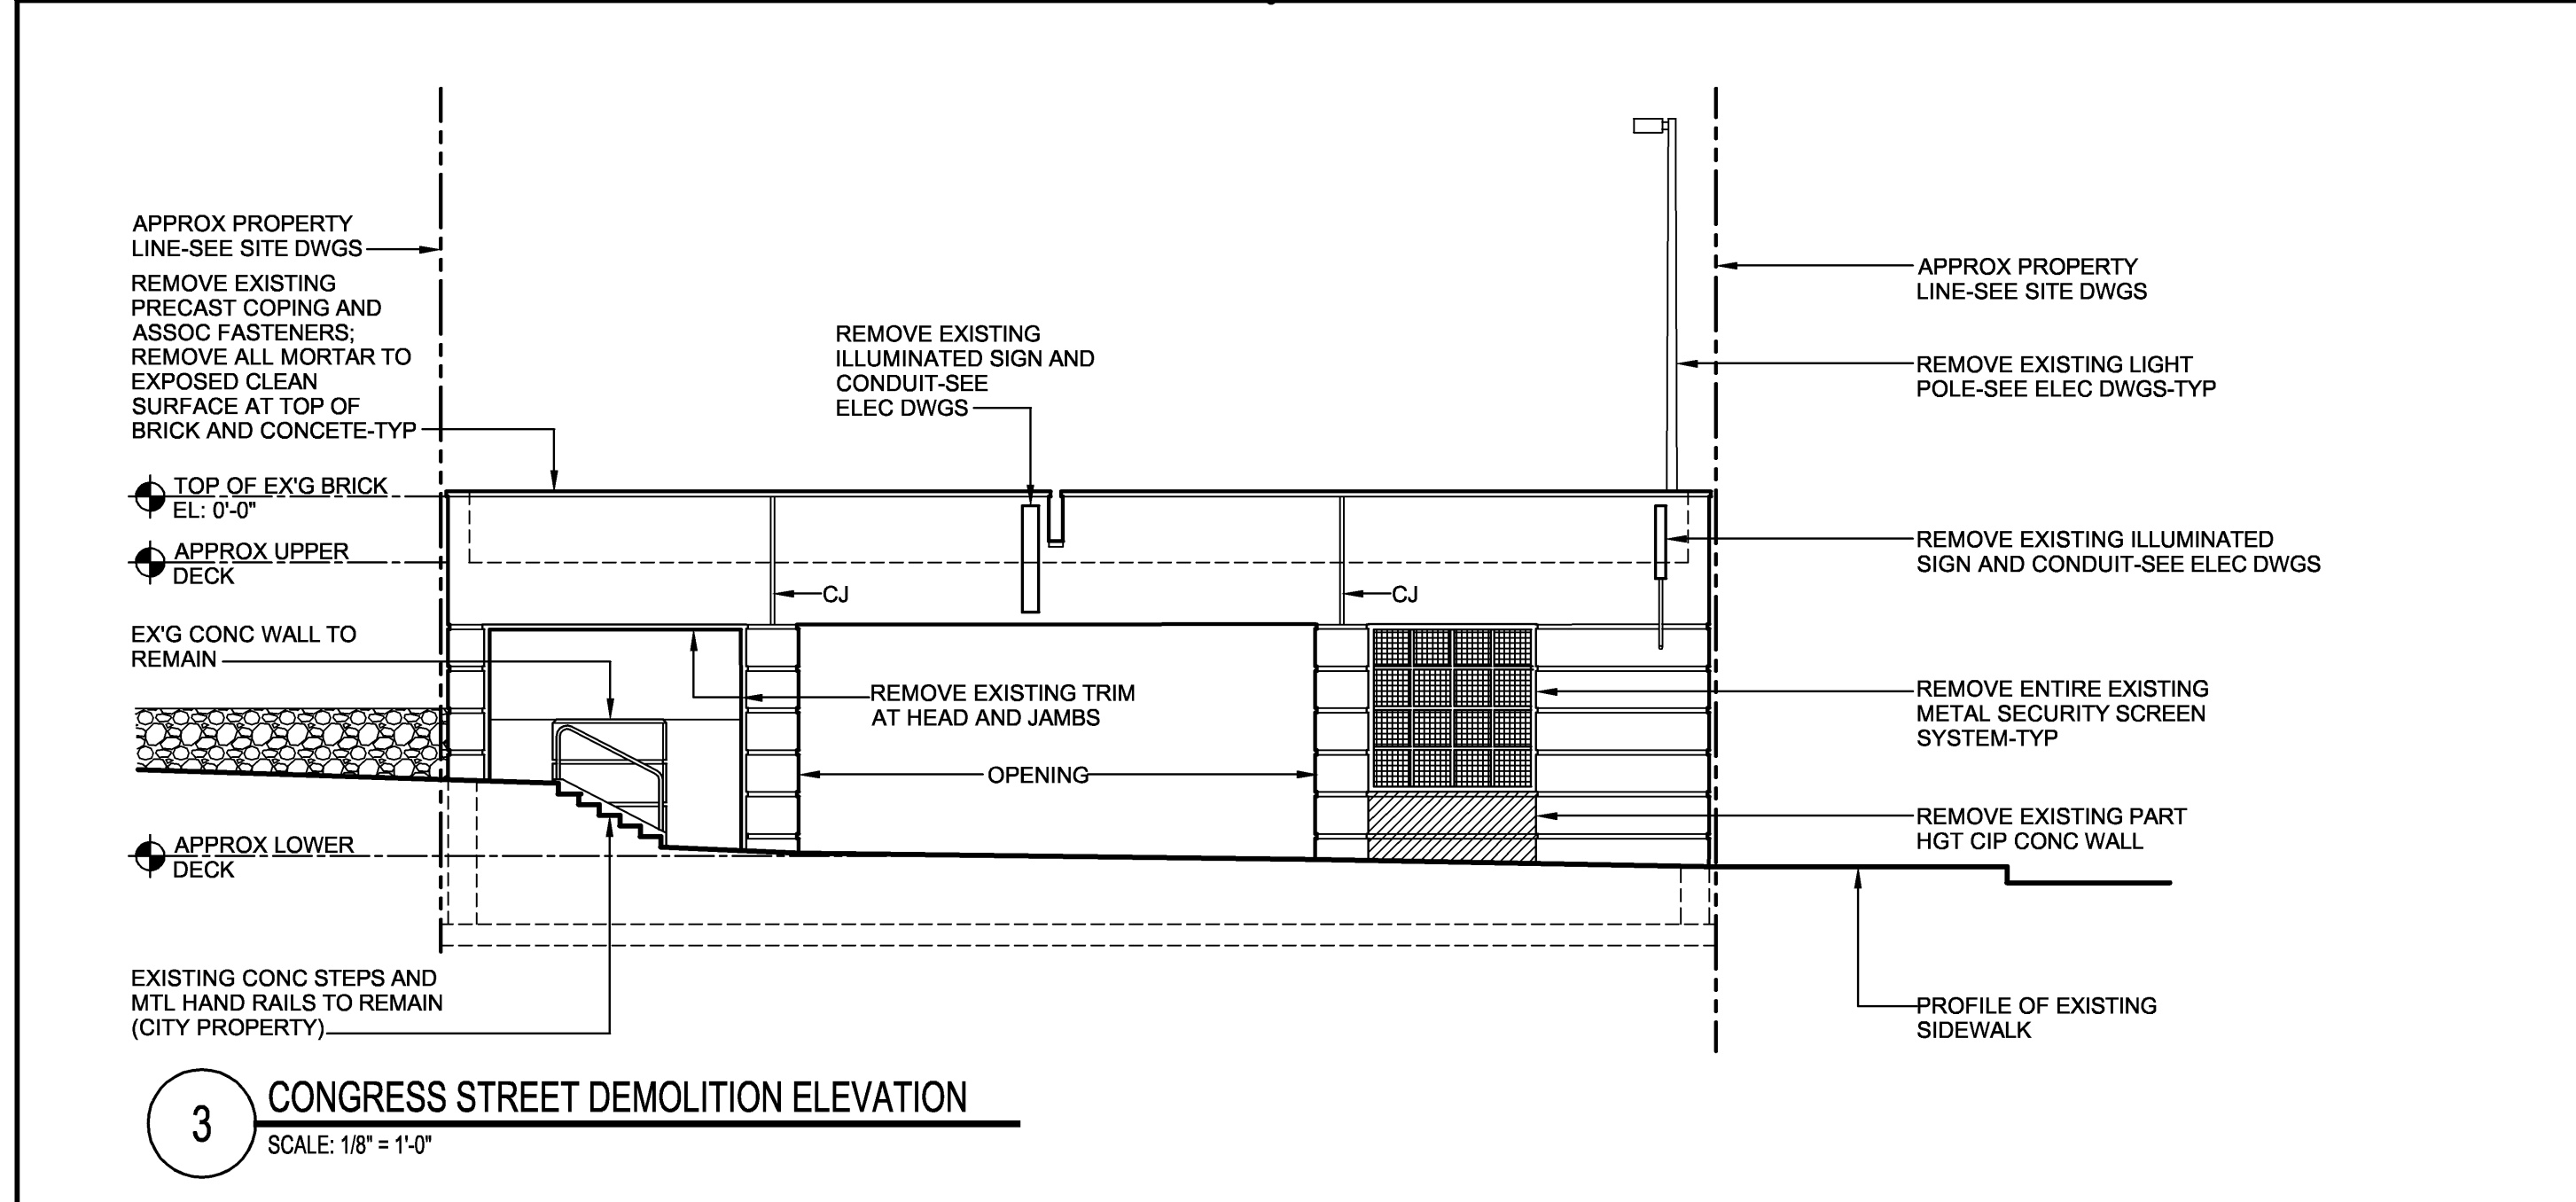 APPROX PROPERTY
LINE-SEE SITE DWGS
REMOVE EXISTING
PRECAST COPING AND
ASSOC FASTENERS;
REMOVE ALL MORTAR TO
EXPOSED CLEAN
SURFACE AT TOP OF
BRICK AND CONCETE-TYP
TOP OF EX'G BRICK
EL: 0'-0"
APPROX UPPER
DECK
EX'G CONC WALL TO
REMAIN
APPROX LOWER
DECK
EXISTING CONC STEPS AND
MTL HAND RAILS TO REMAIN
(CITY PROPERTY)
REMOVE EXISTING
ILLUMINATED SIGN AND
CONDUIT-SEE
ELEC DWGS
CJ
CJ
REMOVE EXISTING TRIM
AT HEAD AND JAMBS
OPENING
APPROX PROPERTY
LINE-SEE SITE DWGS
REMOVE EXISTING LIGHT
POLE-SEE ELEC DWGS-TYP
REMOVE EXISTING ILLUMINATED
SIGN AND CONDUIT-SEE ELEC DWGS
REMOVE ENTIRE EXISTING
METAL SECURITY SCREEN
SYSTEM-TYP
REMOVE EXISTING PART
HGT CIP CONC WALL
PROFILE OF EXISTING
SIDEWALK
3
CONGRESS STREET DEMOLITION ELEVATION
SCALE: 1/8" = 1'-0"